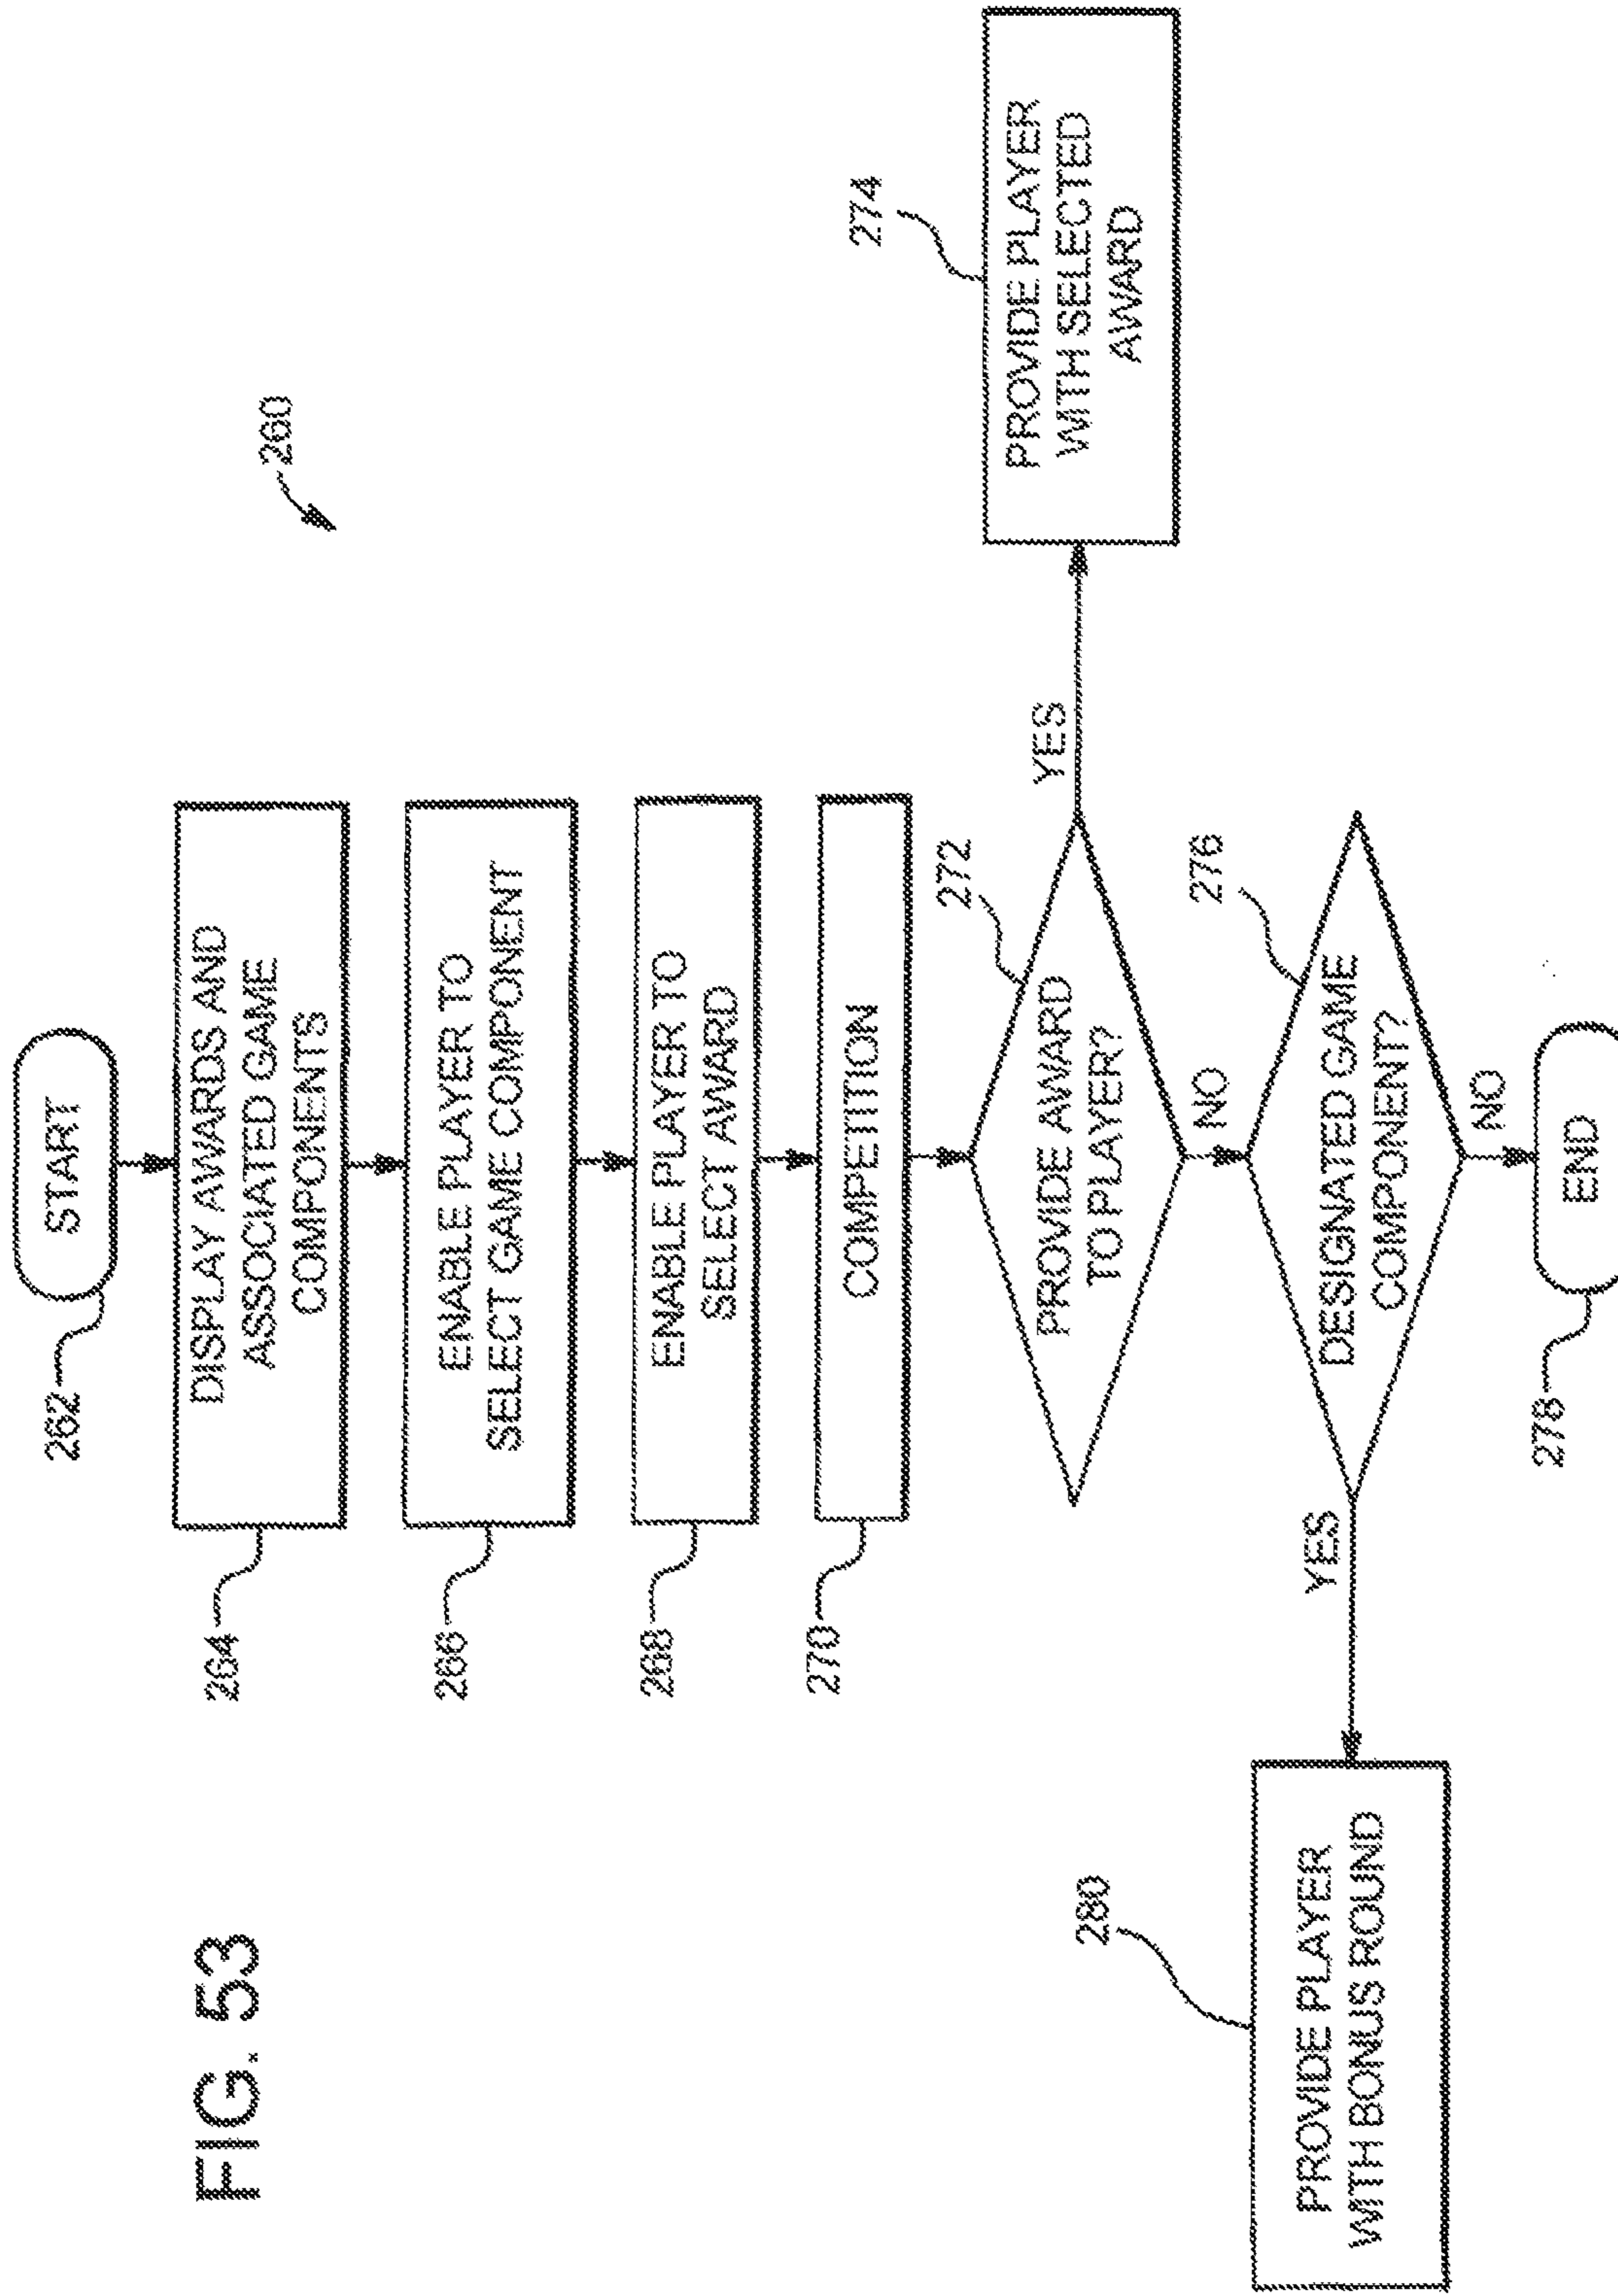 FIG. 53
260
262
START
264
DISPLAY AWARDS AND
ASSOCIATED GAME
COMPONENTS
266
ENABLE PLAYER TO
SELECT GAME COMPONENT
268
ENABLE PLAYER TO
SELECT AWARD
270
COMPETITION
272
PROVIDE AWARD
TO PLAYER?
YES
274
PROVIDE PLAYER
WITH SELECTED
AWARD
NO
276
DESIGNATED GAME
COMPONENT?
YES
280
PROVIDE PLAYER
WITH BONUS ROUND
NO
278
END